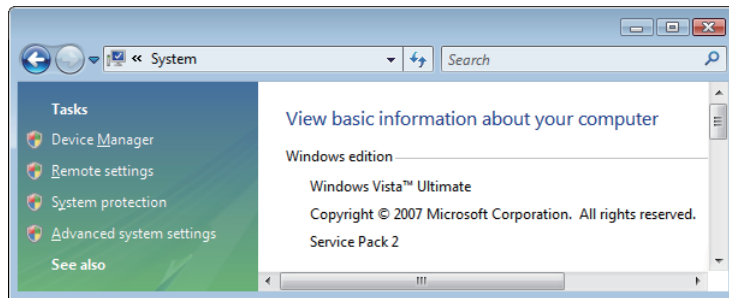 « System
Search
Tasks
Device Manager
Remote settings
System protection
Advanced system settings
See also
View basic information about your computer
Windows edition
Windows Vista™ Ultimate
Copyright © 2007 Microsoft Corporation. All rights reserved.
Service Pack 2